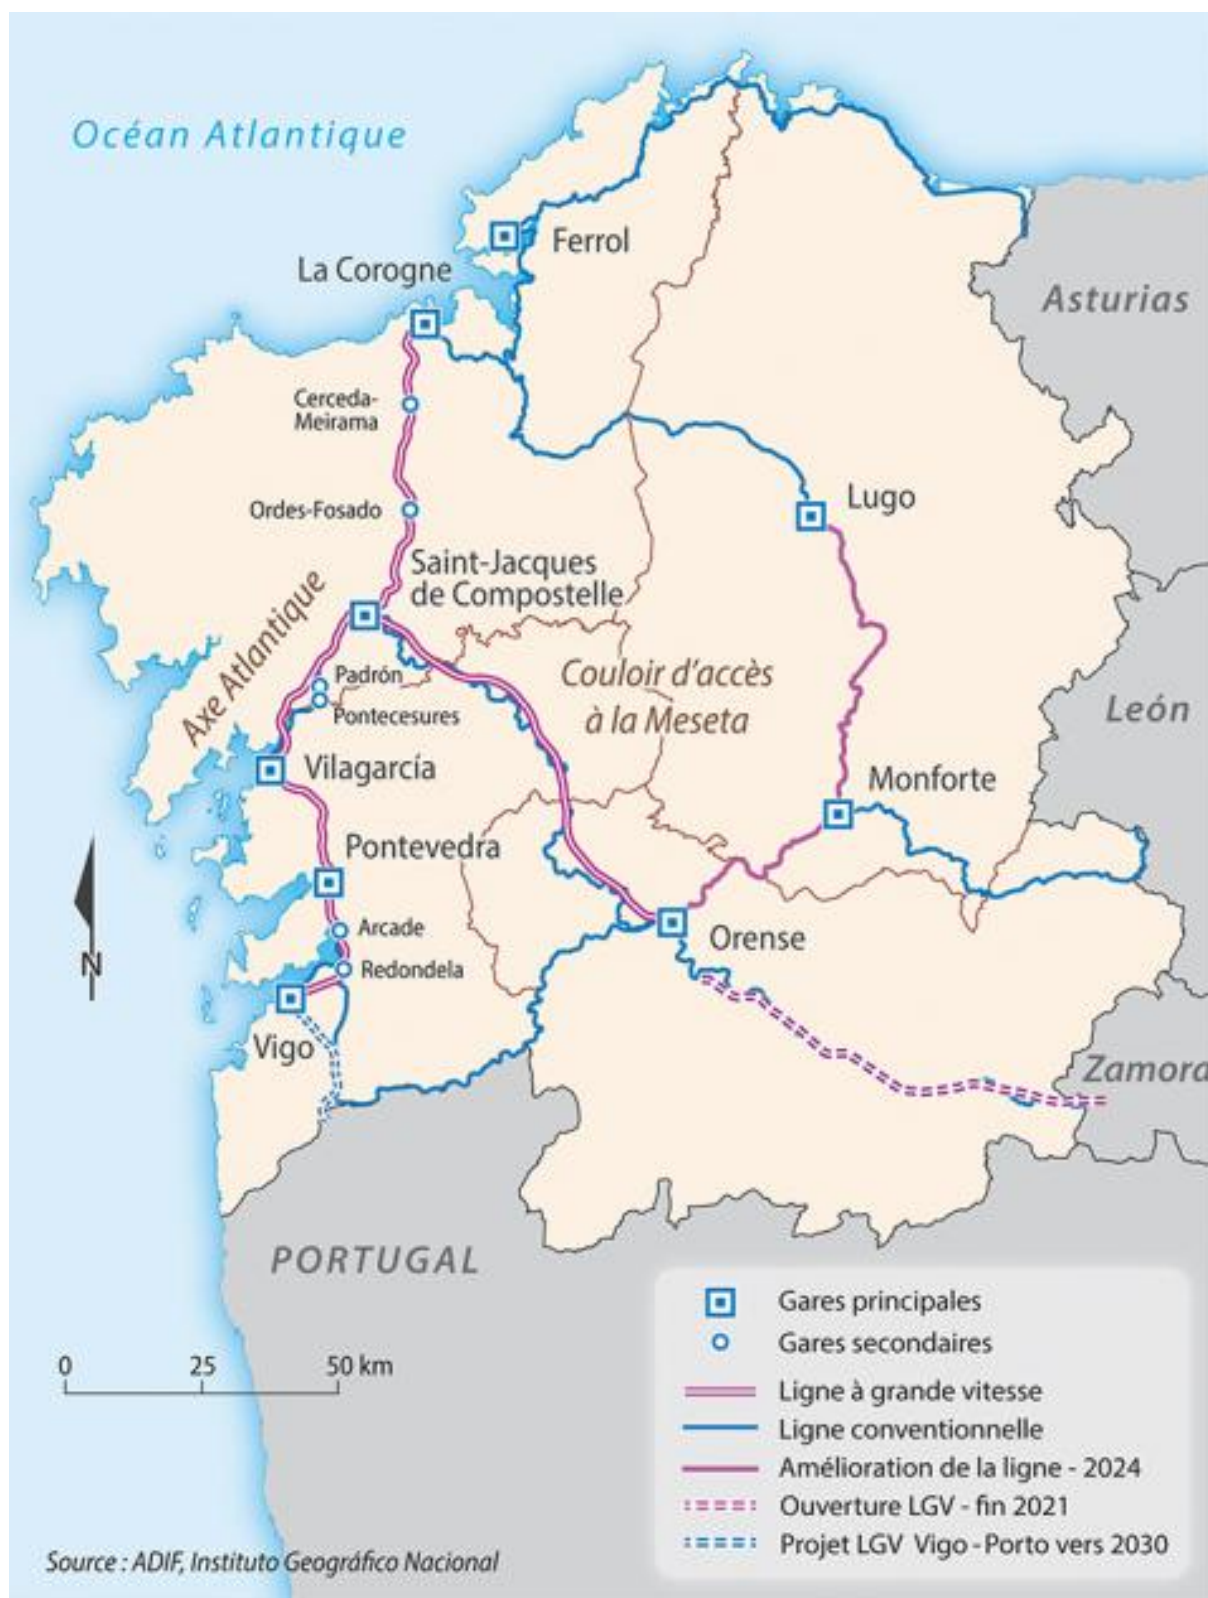 Océan Atlantique
Ferrol
La Corogne
Asturias
Cerceda-
Meirama
Lugo
Ordes-Fosado
Saint-Jacques
de Compostelle
Axe Atlantique
Padrón
Couloir d'accès
à la Meseta
Pontecesures
León
Vilagarcía
Monforte
Pontevedra
Arcade
Orense
N
Redondela
Vigo
Zamora
PORTUGAL
Gares principales
Gares secondaires
0 25 50 km
Ligne à grande vitesse
Ligne conventionnelle
Amélioration de la ligne - 2024
Ouverture LGV - fin 2021
Projet LGV Vigo - Porto vers 2030
Source : ADIF, Instituto Geográfico Nacional